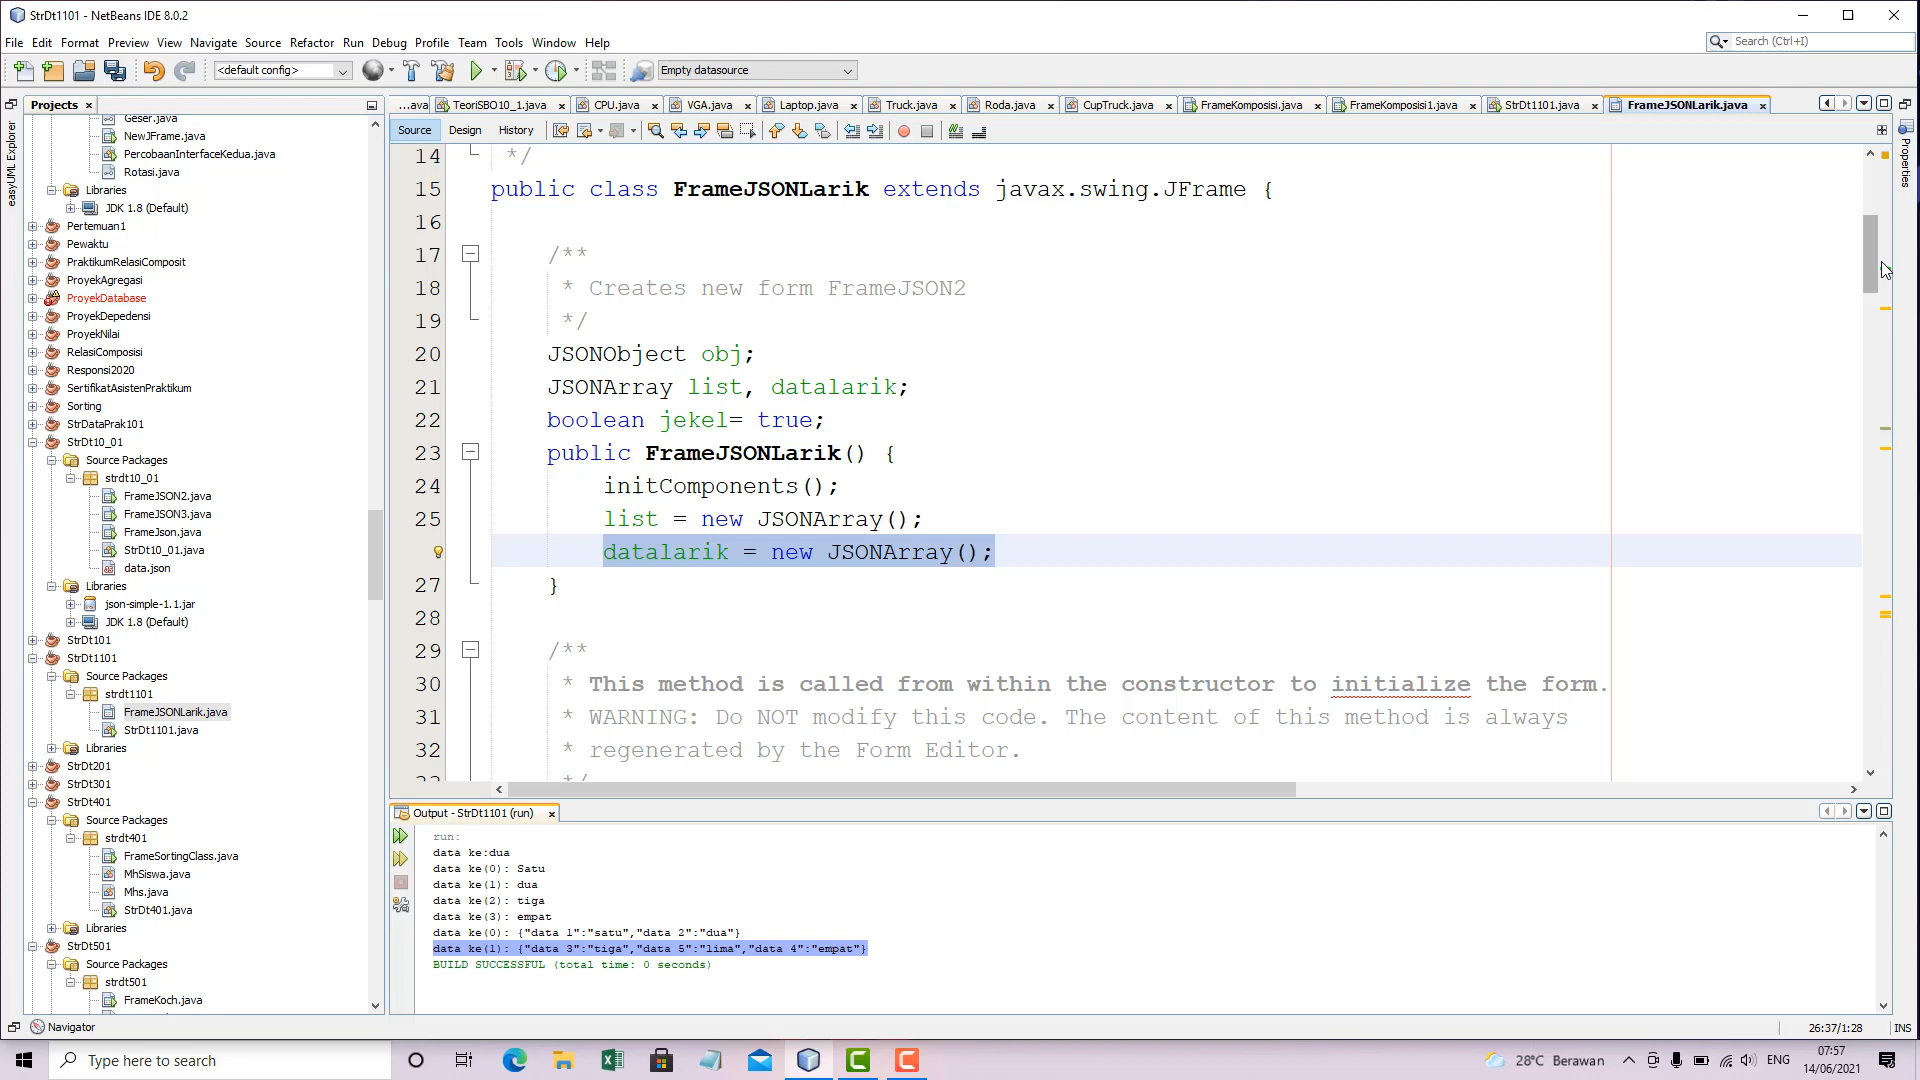 StrDt1101 - NetBeans IDE 8.0.2
File Edit Format Preview View Navigate Source Refactor Run Debug Profile Team Tools Window Help
Search (Ctrl+I)
<default config>
Empty datasource
Projects
...ava TeoriSBO10_1.java CPU.java VGA.java Laptop.java Truck.java Roda.java CupTruck.java FrameKomposisi.java FrameKomposisi1.java StrDt1101.java FrameJSONLarik.java
Source Design History
easyUML Explorer
Properties
Geser.java
NewJFrame.java
PercobaanInterfaceKedua.java
Rotasi.java
Libraries
JDK 1.8 (Default)
Pertemuan1
Pewaktu
PraktikumRelasiComposit
ProyekAgregasi
ProyekDatabase
ProyekDepedensi
ProyekNilai
RelasiComposisi
Responsi2020
SertifikatAsistenPraktikum
Sorting
StrDataPrak101
StrDt10_01
Source Packages
strdt10_01
FrameJSON2.java
FrameJSON3.java
FrameJson.java
StrDt10_01.java
data.json
Libraries
json-simple-1.1.jar
JDK 1.8 (Default)
StrDt101
StrDt1101
Source Packages
strdt1101
FrameJSONLarik.java
StrDt1101.java
Libraries
StrDt201
StrDt301
StrDt401
Source Packages
strdt401
FrameSortingClass.java
MhSiswa.java
Mhs.java
StrDt401.java
Libraries
StrDt501
Source Packages
strdt501
FrameKoch.java
14 */
15 public class FrameJSONLarik extends javax.swing.JFrame {
16
17 /**
18 * Creates new form FrameJSON2
19 */
20 JSONObject obj;
21 JSONArray list, datalarik;
22 boolean jekel= true;
23 public FrameJSONLarik() {
24 initComponents();
25 list = new JSONArray();
datalarik = new JSONArray();
27 }
28
29 /**
30 * This method is called from within the constructor to initialize the form.
31 * WARNING: Do NOT modify this code. The content of this method is always
32 * regenerated by the Form Editor.
33 */
Output - StrDt1101 (run)
run:
data ke:dua
data ke(0): Satu
data ke(1): dua
data ke(2): tiga
data ke(3): empat
data ke(0): {"data 1":"satu","data 2":"dua"}
data ke(1): {"data 3":"tiga","data 5":"lima","data 4":"empat"}
BUILD SUCCESSFUL (total time: 0 seconds)
Navigator
26:37/1:28 INS
Type here to search
28°C Berawan
ENG
07:57
14/06/2021